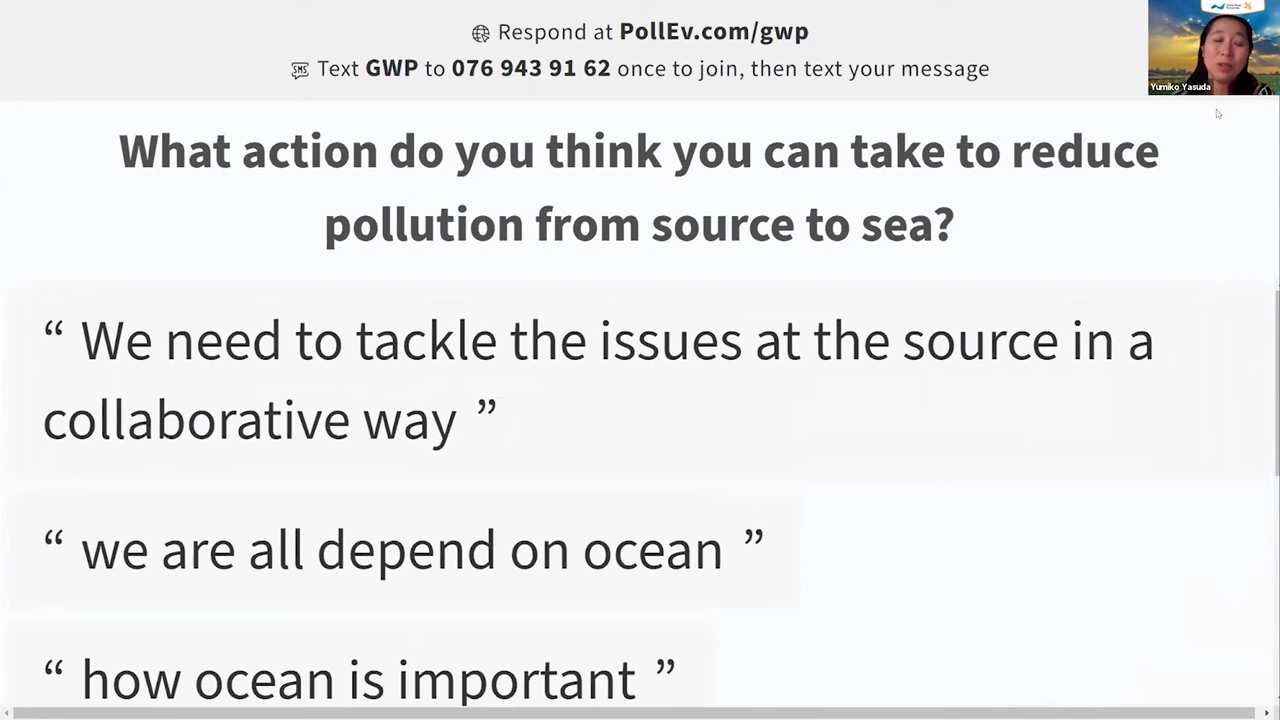 Respond at PollEv.com/gwp
Text GWP to 076 943 91 62 once to join, then text your message
Yumiko Yasuda
What action do you think you can take to reduce
pollution from source to sea?
“ We need to tackle the issues at the source in a
collaborative way ”
“ we are all depend on ocean ”
“ how ocean is important ”